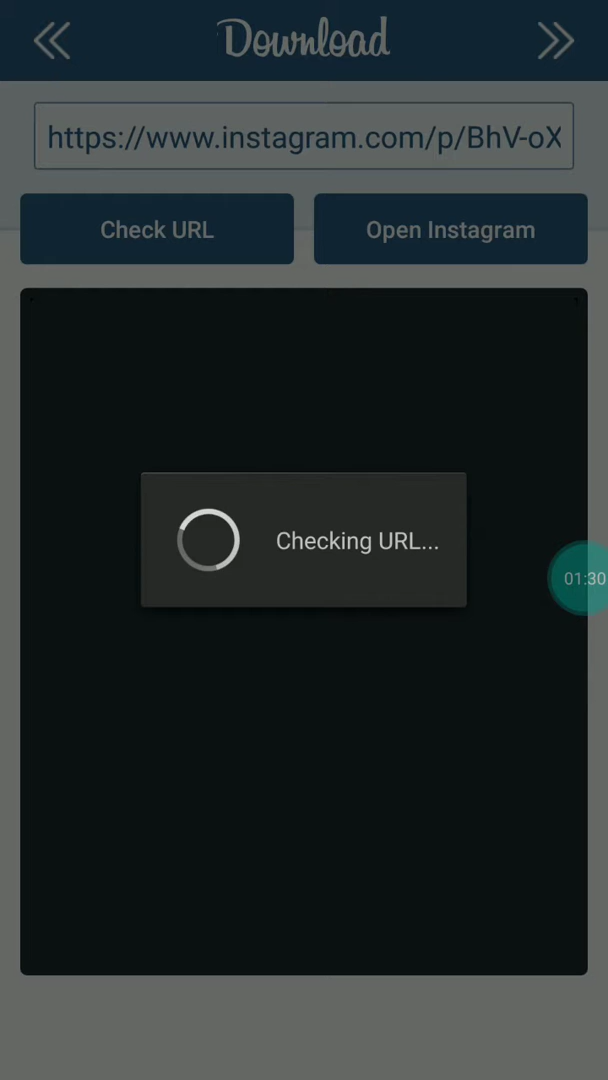 Download
https://www.instagram.com/p/BhV-oX
Check URL
Open Instagram
Checking URL...
01:30